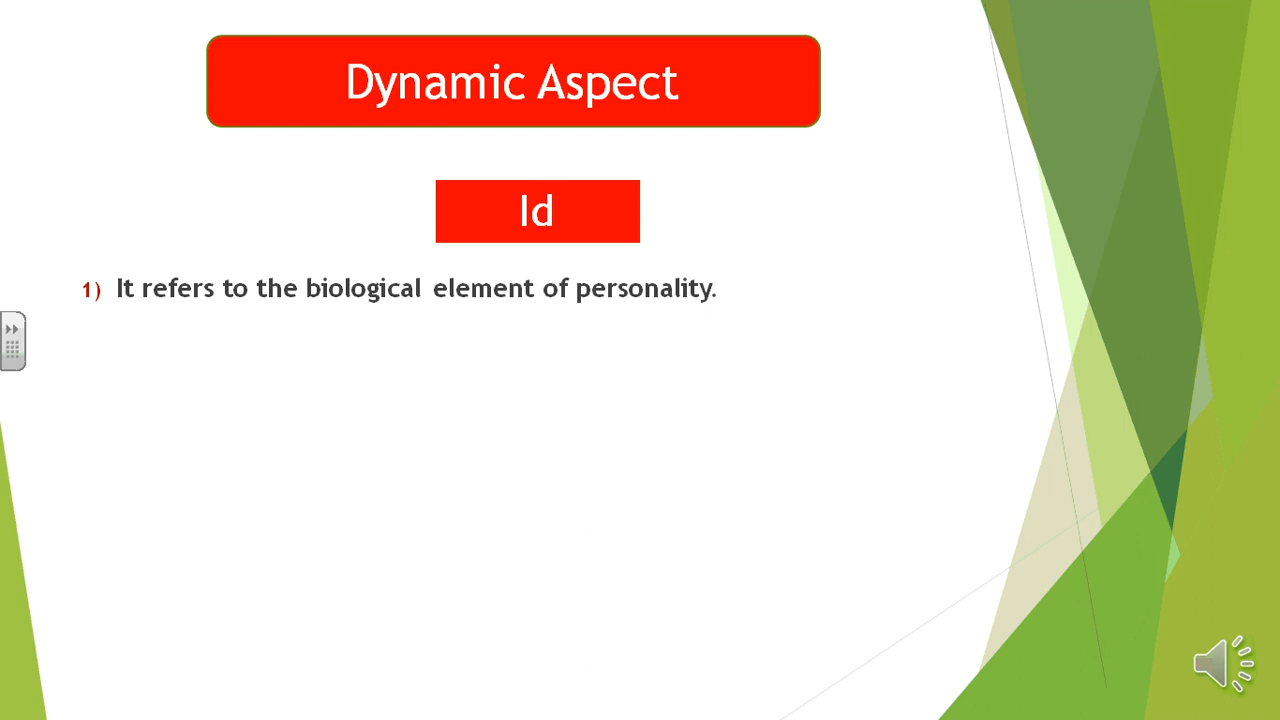 Dynamic Aspect
Id
1) It refers to the biological element of personality.